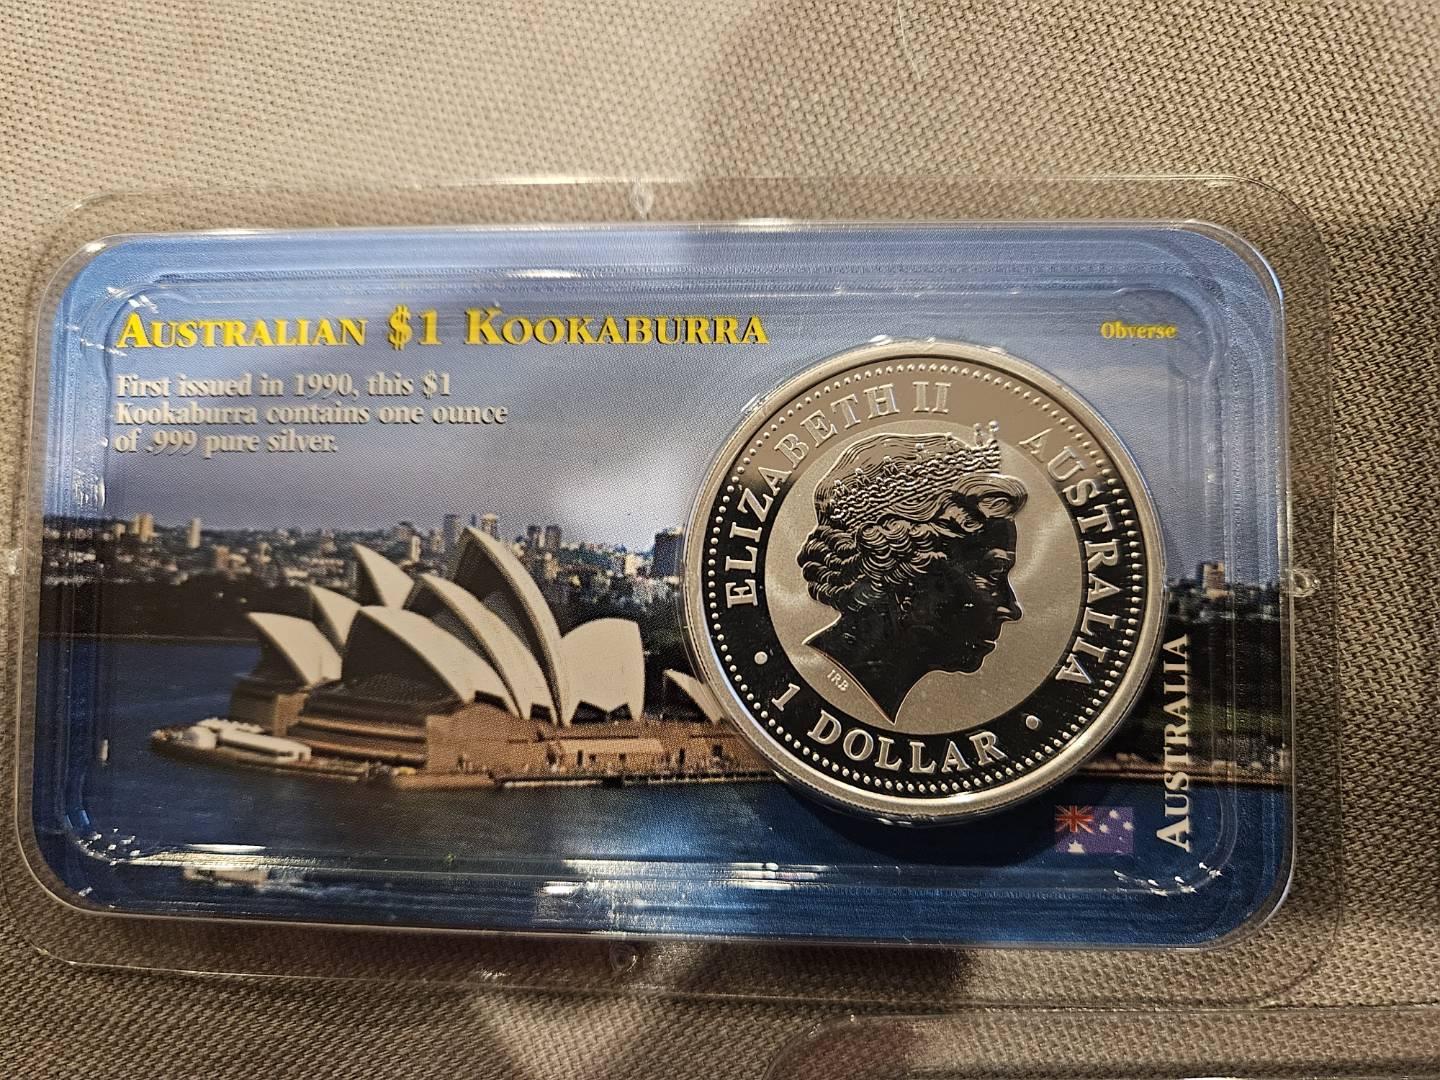 AUSTRALIAN $1 KOOKABURRA
Obverse
First issued in 1990, this $1
Kookaburra contains one ounce
of .999 pure silver.
ELIZABETH II AUSTRALIA
IRB
1 DOLLAR
AUSTRALIA